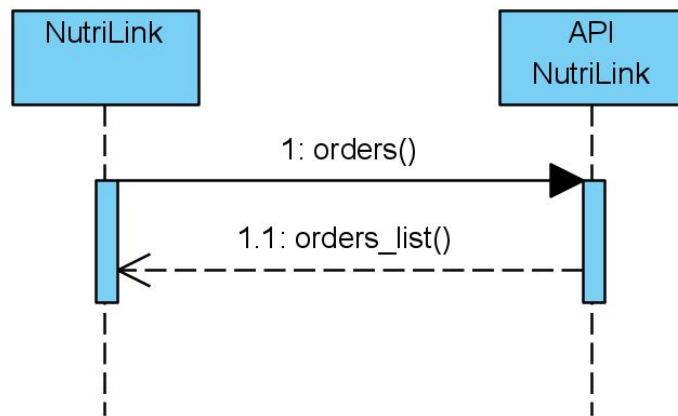 NutriLink
API
NutriLink
1: orders()
1.1: orders_list()